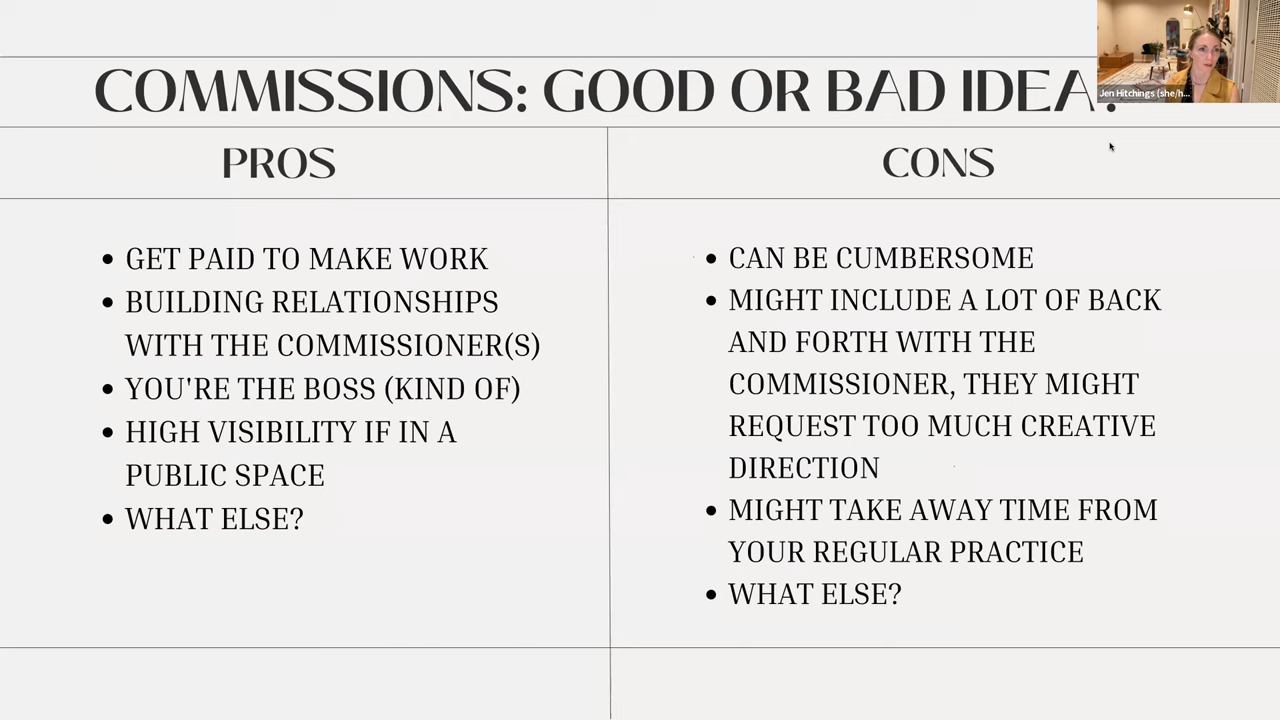 COMMISSIONS: GOOD OR BAD IDEA?
Jen Hitchings (she/h...
PROS
CONS
• GET PAID TO MAKE WORK
• BUILDING RELATIONSHIPS
WITH THE COMMISSIONER(S)
• YOU'RE THE BOSS (KIND OF)
• HIGH VISIBILITY IF IN A
PUBLIC SPACE
• WHAT ELSE?
• CAN BE CUMBERSOME
• MIGHT INCLUDE A LOT OF BACK
AND FORTH WITH THE
COMMISSIONER, THEY MIGHT
REQUEST TOO MUCH CREATIVE
DIRECTION
• MIGHT TAKE AWAY TIME FROM
YOUR REGULAR PRACTICE
• WHAT ELSE?